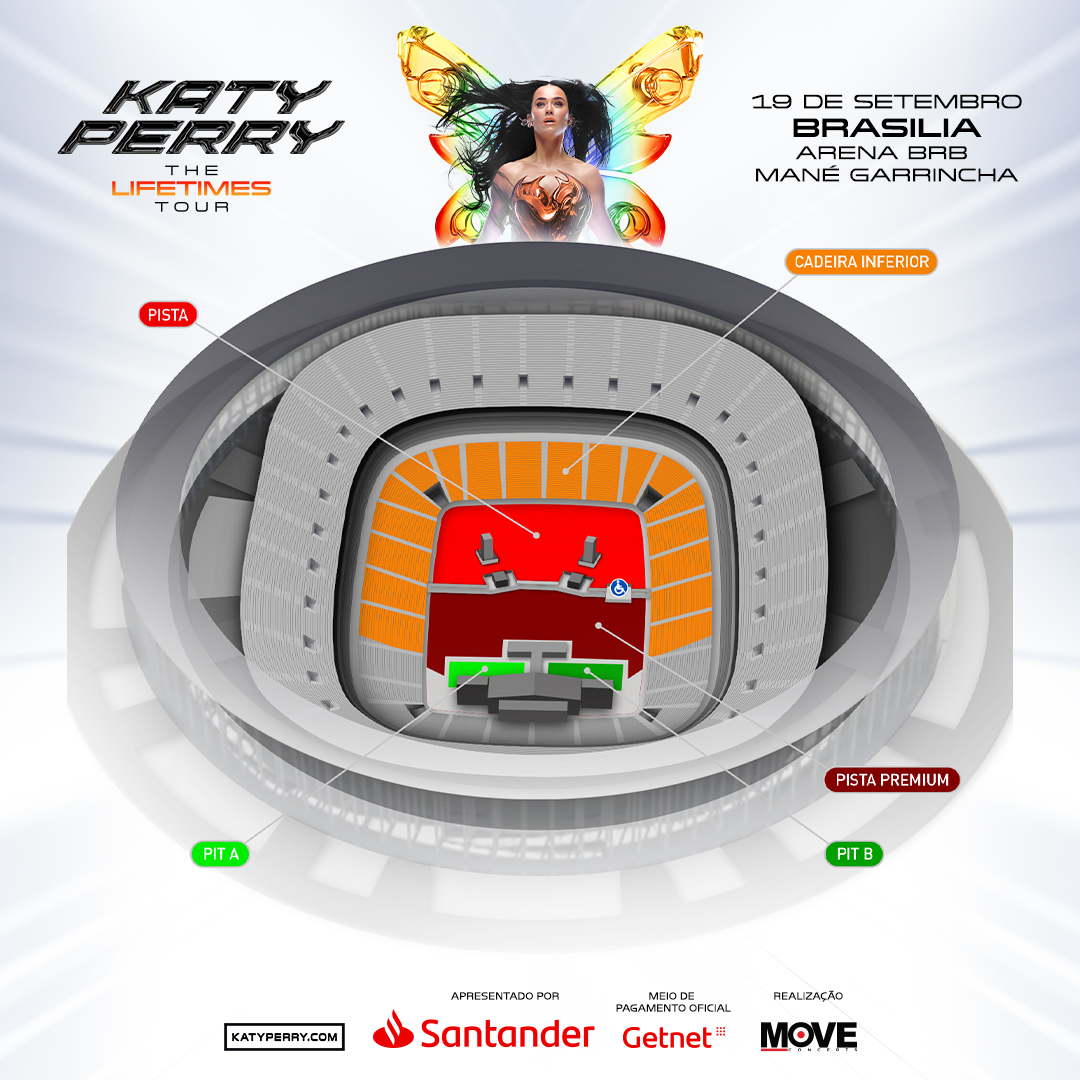 KATY
PERRY
THE
LIFETIMES
TOUR
19 DE SETEMBRO
BRASILIA
ARENA BRB
MANÉ GARRINCHA
CADEIRA INFERIOR
PISTA
PISTA PREMIUM
PIT A
PIT B
APRESENTADO POR
MEIO DE
PAGAMENTO OFICIAL
REALIZAÇÃO
KATYPERRY.COM
Santander
Getnet
MOVE
CONCERTS